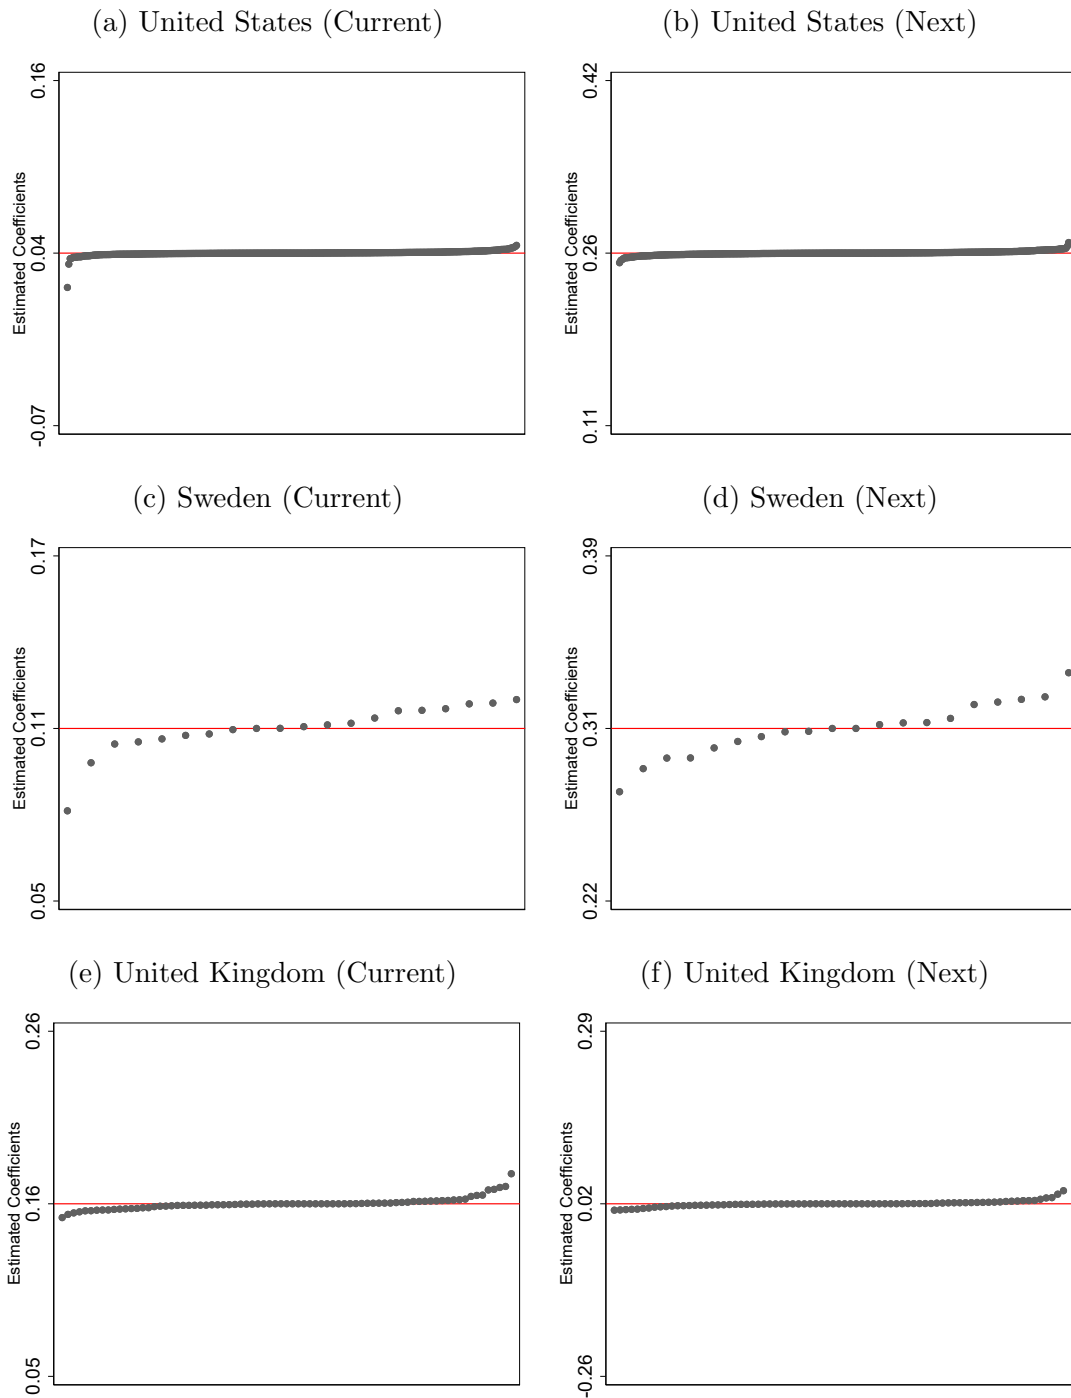 (a) United States (Current)
(b) United States (Next)
0.16
0.04
-0.07
Estimated Coefficients
0.42
0.26
0.11
Estimated Coefficients
(c) Sweden (Current)
(d) Sweden (Next)
0.17
0.11
0.05
Estimated Coefficients
0.39
0.31
0.22
Estimated Coefficients
(e) United Kingdom (Current)
(f) United Kingdom (Next)
0.26
0.16
0.05
Estimated Coefficients
0.29
0.02
-0.26
Estimated Coefficients